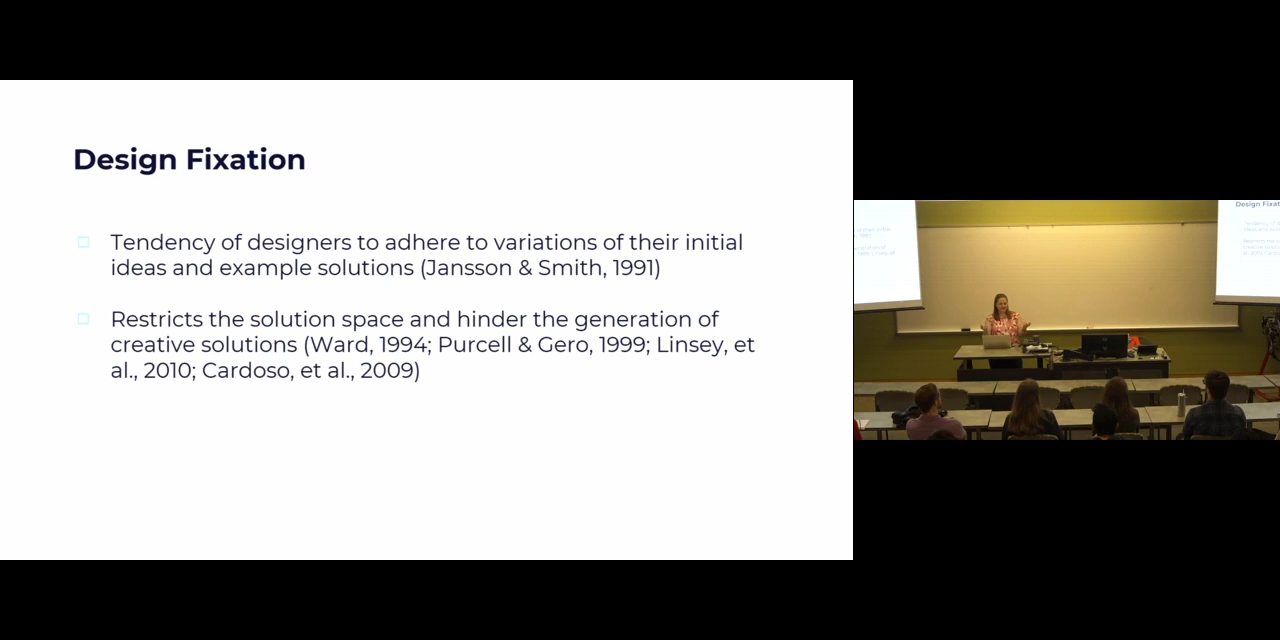 Design Fixation
Tendency of designers to adhere to variations of their initial
ideas and example solutions (Jansson & Smith, 1991)
Restricts the solution space and hinder the generation of
creative solutions (Ward, 1994; Purcell & Gero, 1999; Linsey, et
al., 2010; Cardoso, et al., 2009)
Design Fixat